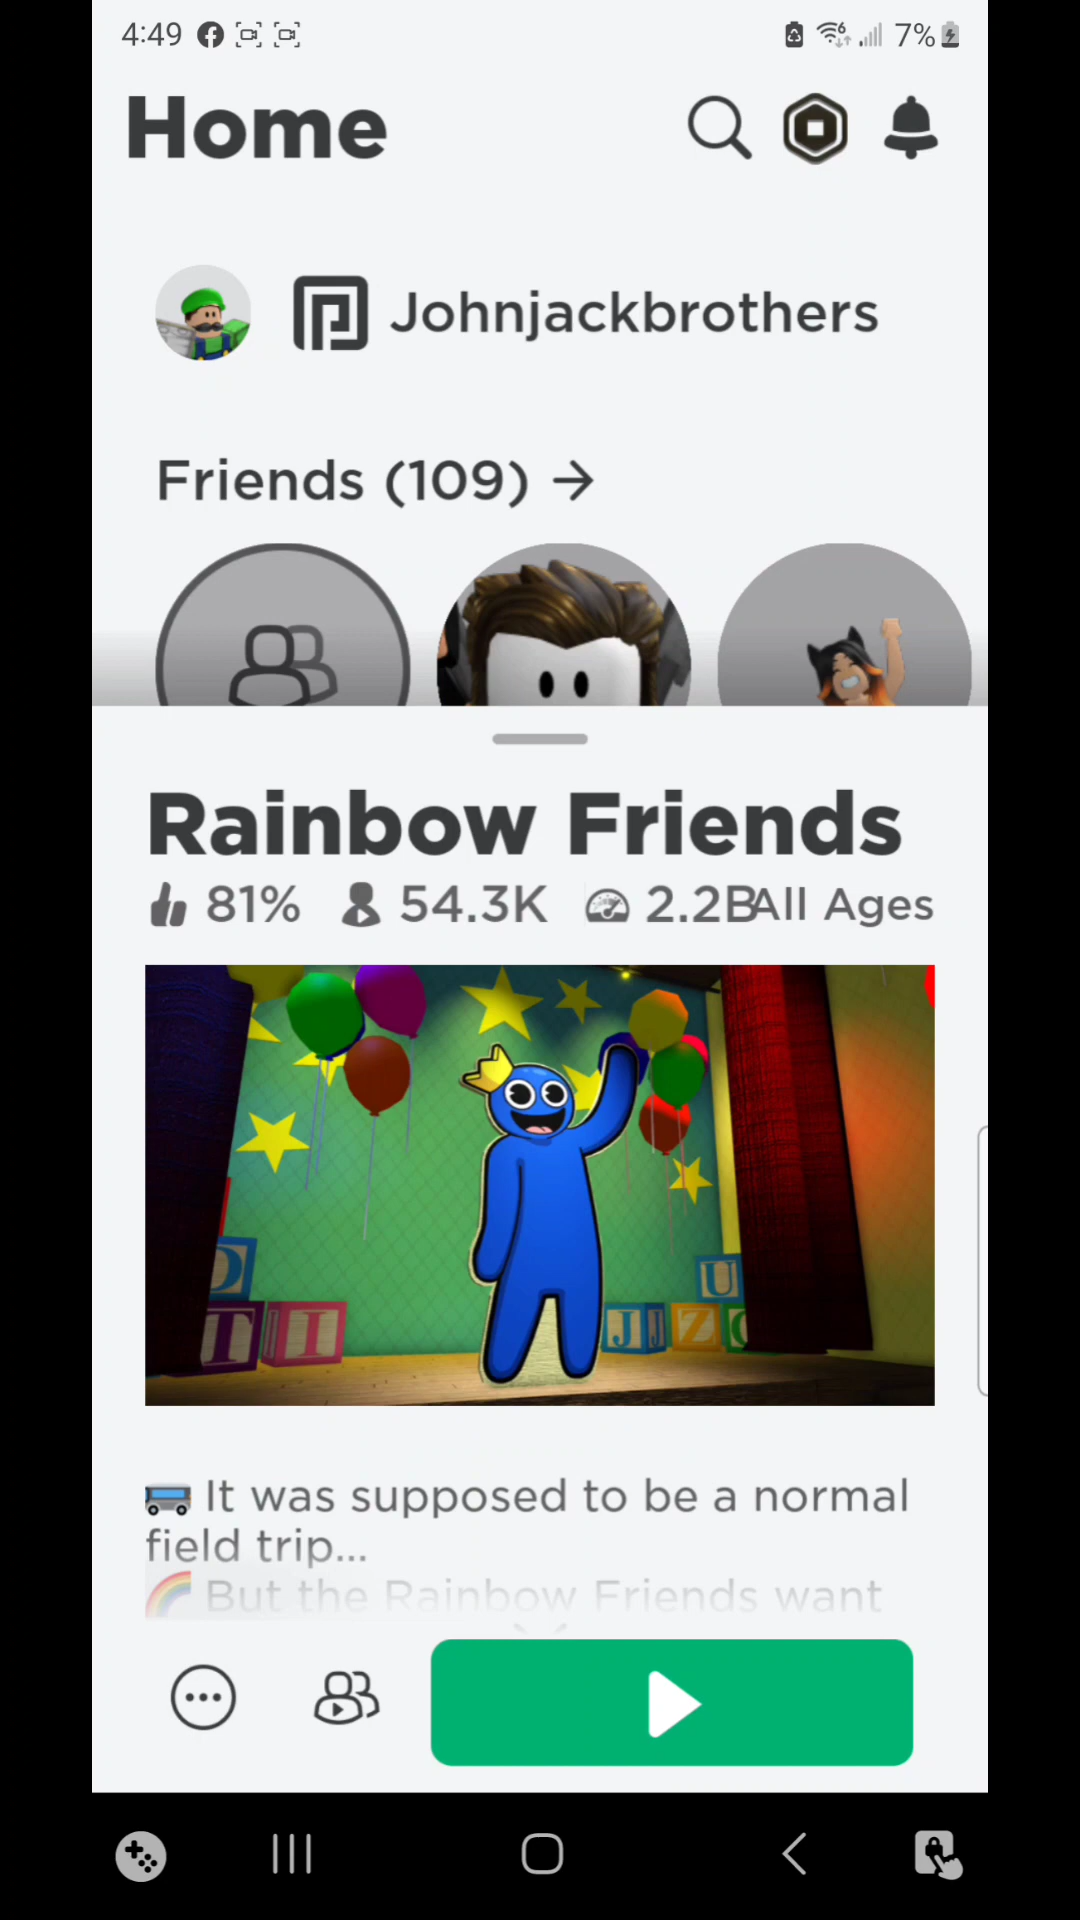 4:49 7%
Home
Johnjackbrothers
Friends (109) →
Rainbow Friends
81% 54.3K 2.2B All Ages
It was supposed to be a normal
field trip...
But the Rainbow Friends want